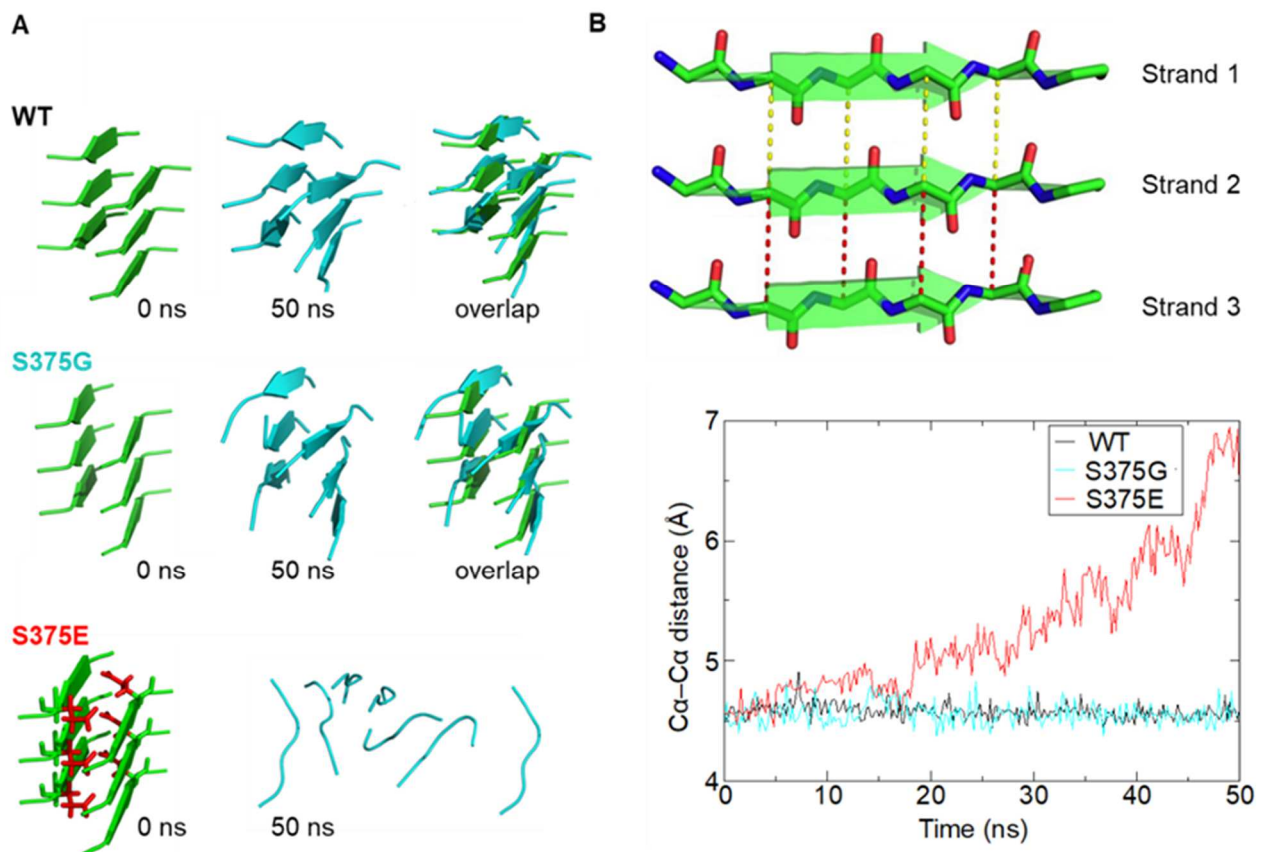 A
WT
0 ns
50 ns
overlap
S375G
0 ns
50 ns
overlap
S375E
0 ns
50 ns
B
Strand 1
Strand 2
Strand 3
7
6
5
4
Cα–Cα distance (Å)
WT
S375G
S375E
0 10 20 30 40 50
Time (ns)